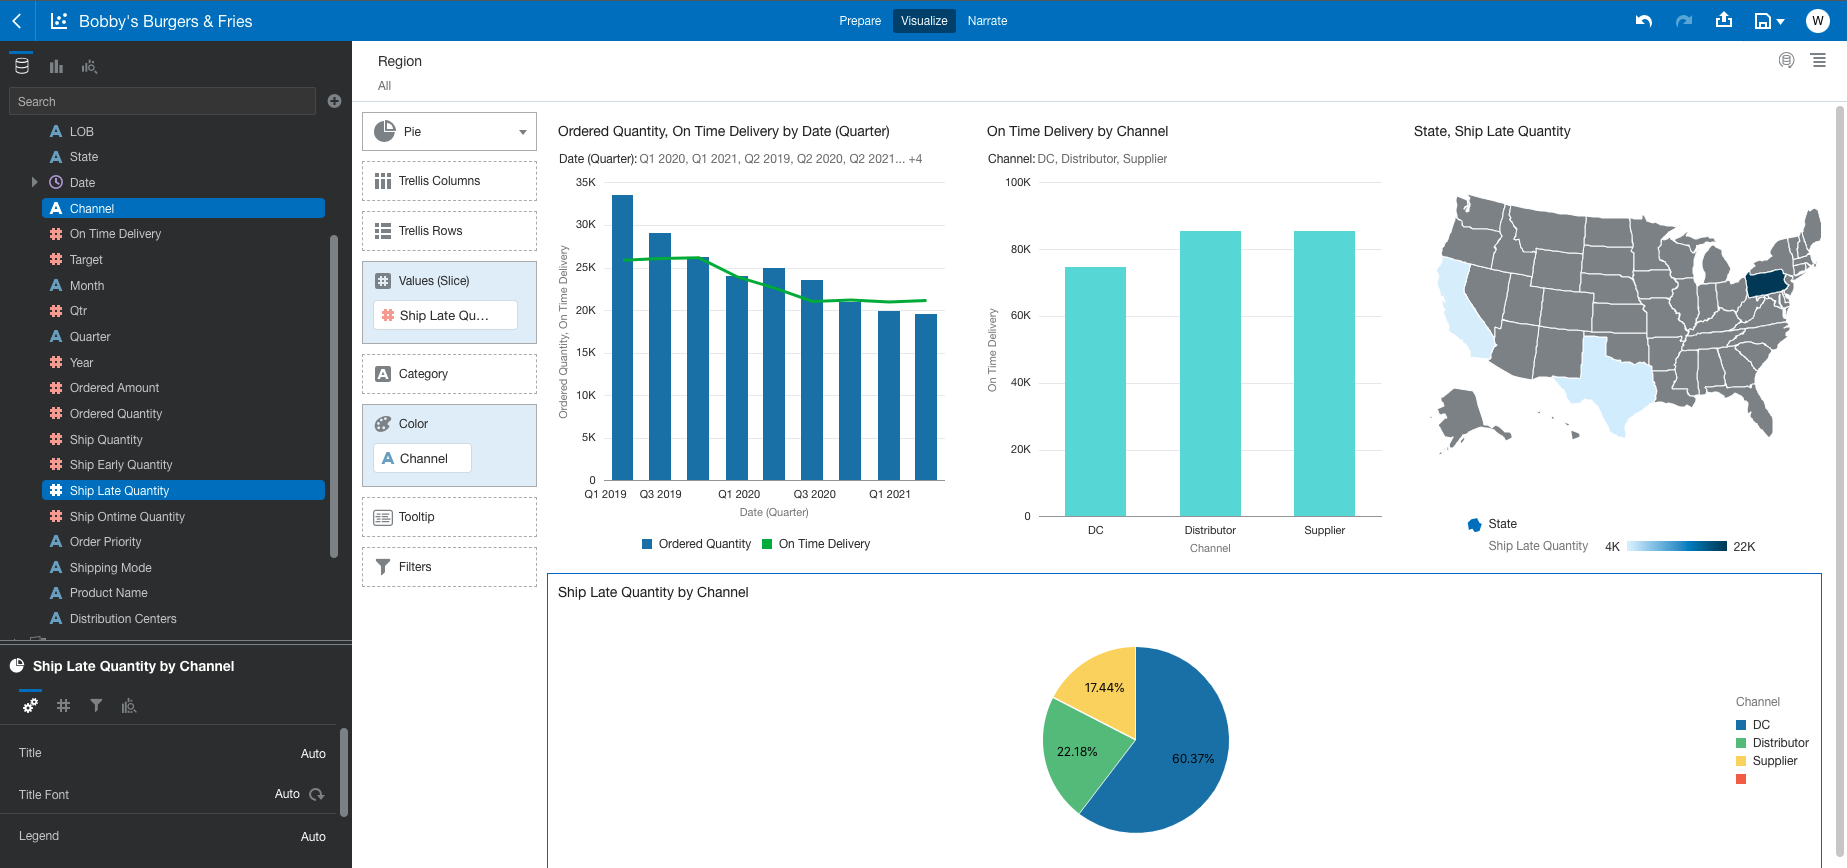 Bobby's Burgers & Fries
Prepare
Visualize
Narrate
W
Search
LOB
State
Date
Channel
On Time Delivery
Target
Month
Qtr
Quarter
Year
Ordered Amount
Ordered Quantity
Ship Quantity
Ship Early Quantity
Ship Late Quantity
Ship Ontime Quantity
Order Priority
Shipping Mode
Product Name
Distribution Centers
Ship Late Quantity by Channel
Title
Auto
Title Font
Auto
Legend
Auto
Region
All
Pie
Trellis Columns
Trellis Rows
Values (Slice)
Ship Late Qu...
Category
Color
Channel
Tooltip
Filters
Ordered Quantity, On Time Delivery by Date (Quarter)
Date (Quarter): Q1 2020, Q1 2021, Q2 2019, Q2 2020, Q2 2021... +4
Ordered Quantity, On Time Delivery
35K
30K
25K
20K
15K
10K
5K
0
Q1 2019
Q3 2019
Q1 2020
Q3 2020
Q1 2021
Date (Quarter)
Ordered Quantity
On Time Delivery
On Time Delivery by Channel
Channel: DC, Distributor, Supplier
On Time Delivery
100K
80K
60K
40K
20K
0
DC
Distributor
Supplier
Channel
State, Ship Late Quantity
State
Ship Late Quantity
4K
22K
Ship Late Quantity by Channel
17.44%
22.18%
60.37%
Channel
DC
Distributor
Supplier